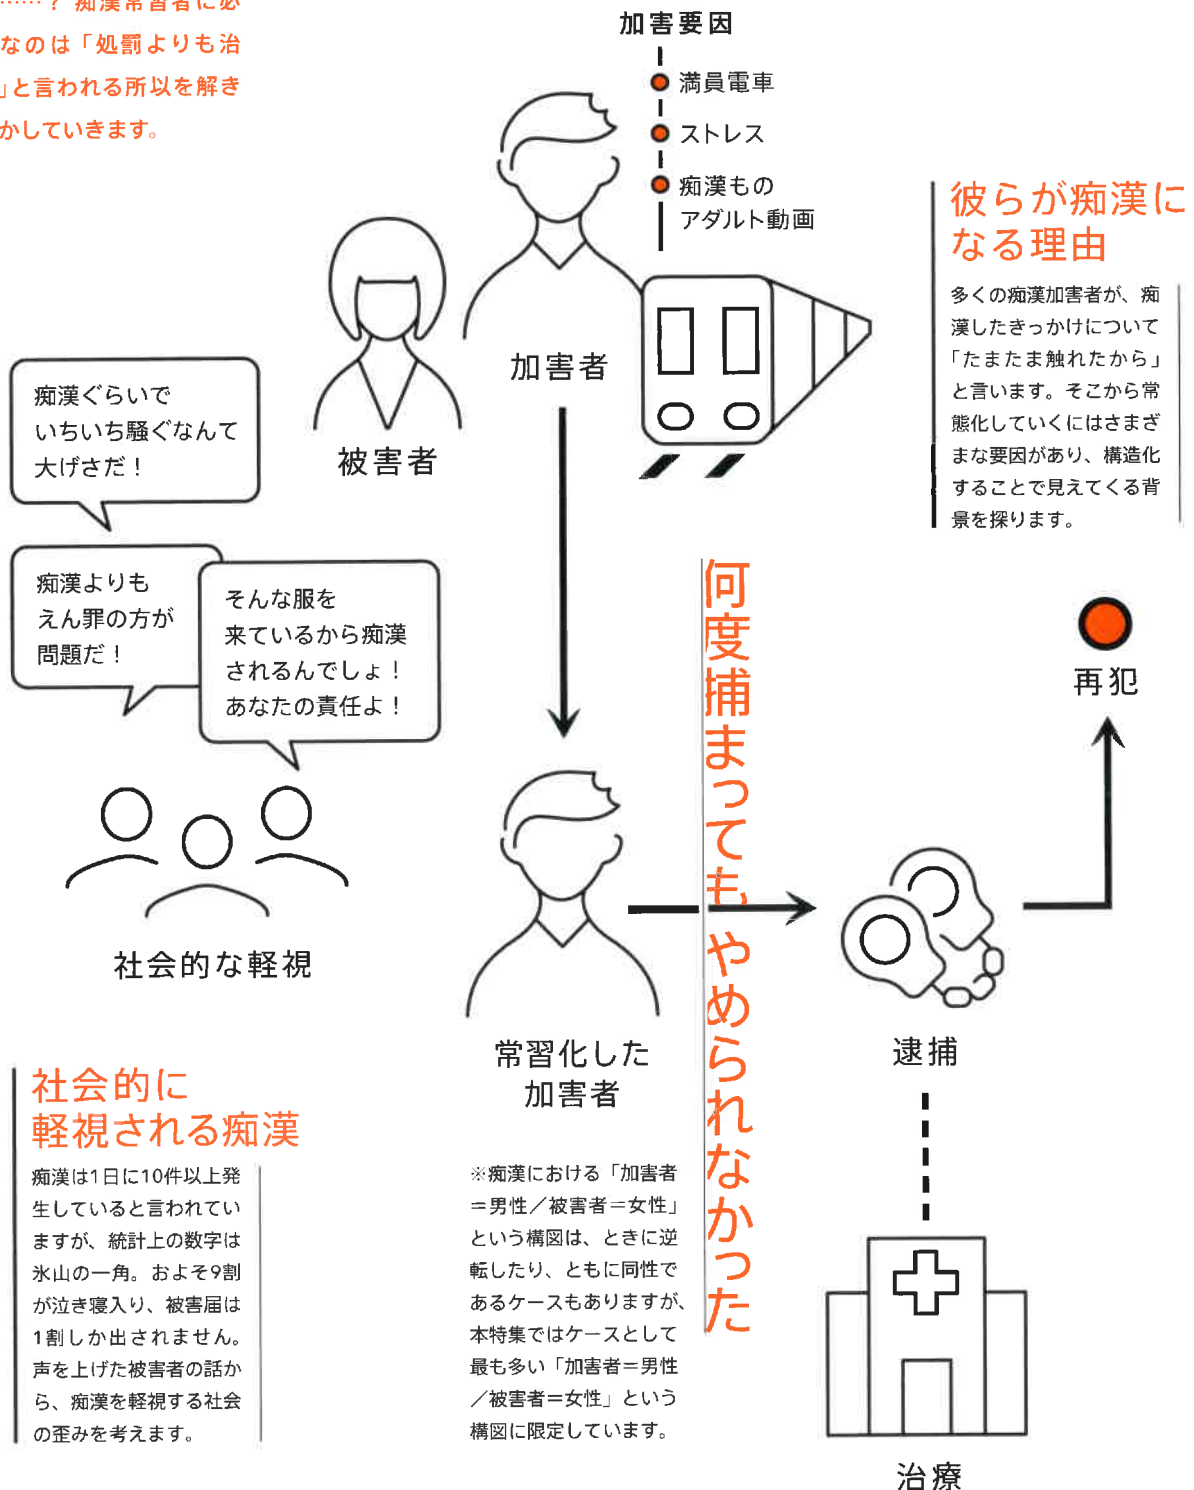 ……？ 痴漢常習者に必
なのは「処罰よりも治
」と言われる所以を解き
かしていきます。
加害要因
満員電車
ストレス
痴漢もの
アダルト動画
加害者
被害者
彼らが痴漢に
なる理由
多くの痴漢加害者が、痴
漢したきっかけについて
「たまたま触れたから」
と言います。そこから常
態化していくにはさまざ
まな要因があり、構造化
することで見えてくる背
景を探ります。
痴漢ぐらいで
いちいち騒ぐなんて
大げさだ！
痴漢よりも
えん罪の方が
問題だ！
そんな服を
来ているから痴漢
されるんでしょ！
あなたの責任よ！
社会的な軽視
何度捕まっても やめられなかった
再犯
常習化した
加害者
逮捕
治療
社会的に
軽視される痴漢
痴漢は1日に10件以上発
生していると言われてい
ますが、統計上の数字は
氷山の一角。およそ9割
が泣き寝入り、被害届は
1割しか出されません。
声を上げた被害者の話か
ら、痴漢を軽視する社会
の歪みを考えます。
※痴漢における「加害者
＝男性／被害者＝女性」
という構図は、ときに逆
転したり、ともに同性で
あるケースもありますが、
本特集ではケースとして
最も多い「加害者＝男性
／被害者＝女性」という
構図に限定しています。